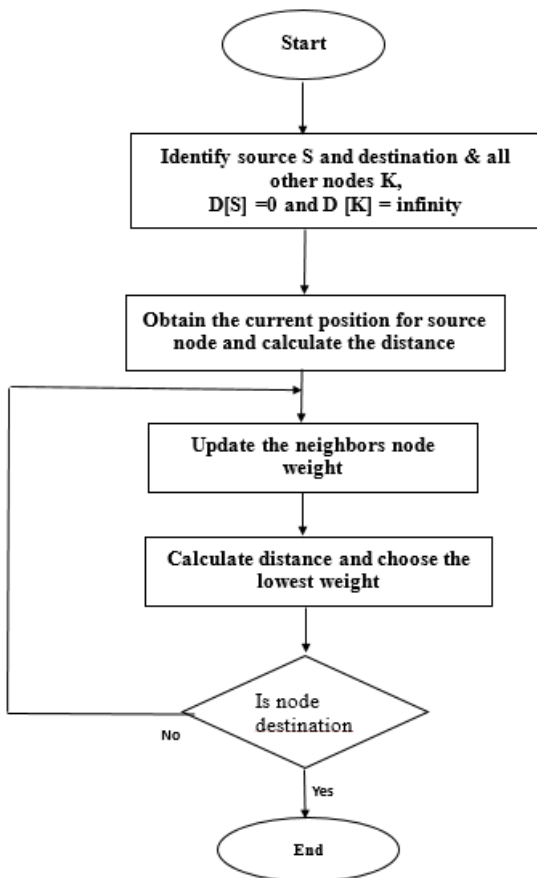 Start
Identify source S and destination & all
other nodes K,
D[S] =0 and D [K] = infinity
Obtain the current position for source
node and calculate the distance
Update the neighbors node
weight
Calculate distance and choose the
lowest weight
Is node
destination
No
Yes
End